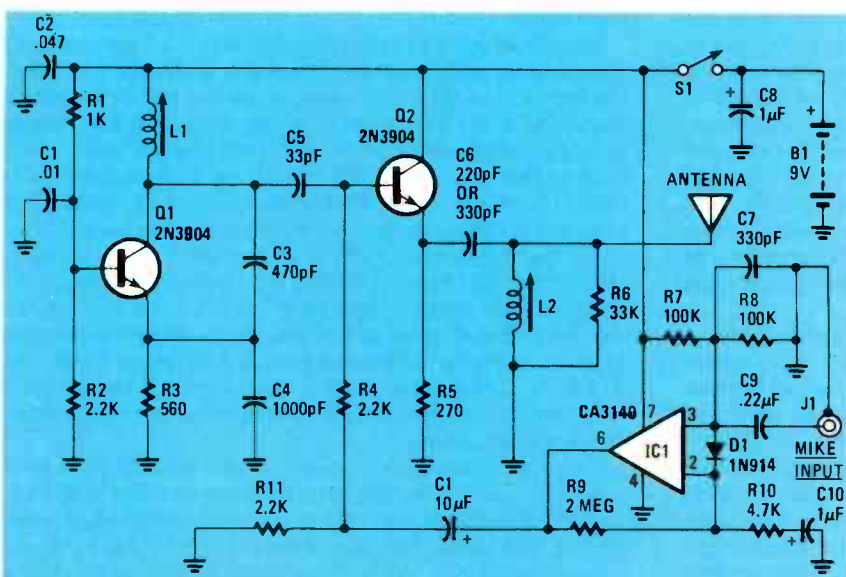 C2
.047
R1
1K
C1
.01
L1
Q1
2N3904
R2
2.2K
R3
560
C3
470pF
C4
1000pF
C5
33pF
Q2
2N3904
C6
220pF
OR
330pF
R4
2.2K
R5
270
L2
R6
33K
ANTENNA
S1
+
C8
1µF
+
B1
9V
C7
330pF
R7
100K
R8
100K
C9
.22µF
J1
MIKE
INPUT
CA3140
7
3
6
IC1
2
4
D1
1N914
R11
2.2K
C1
10µF
+
R9
2 MEG
R10
4.7K
C10
1µF
+